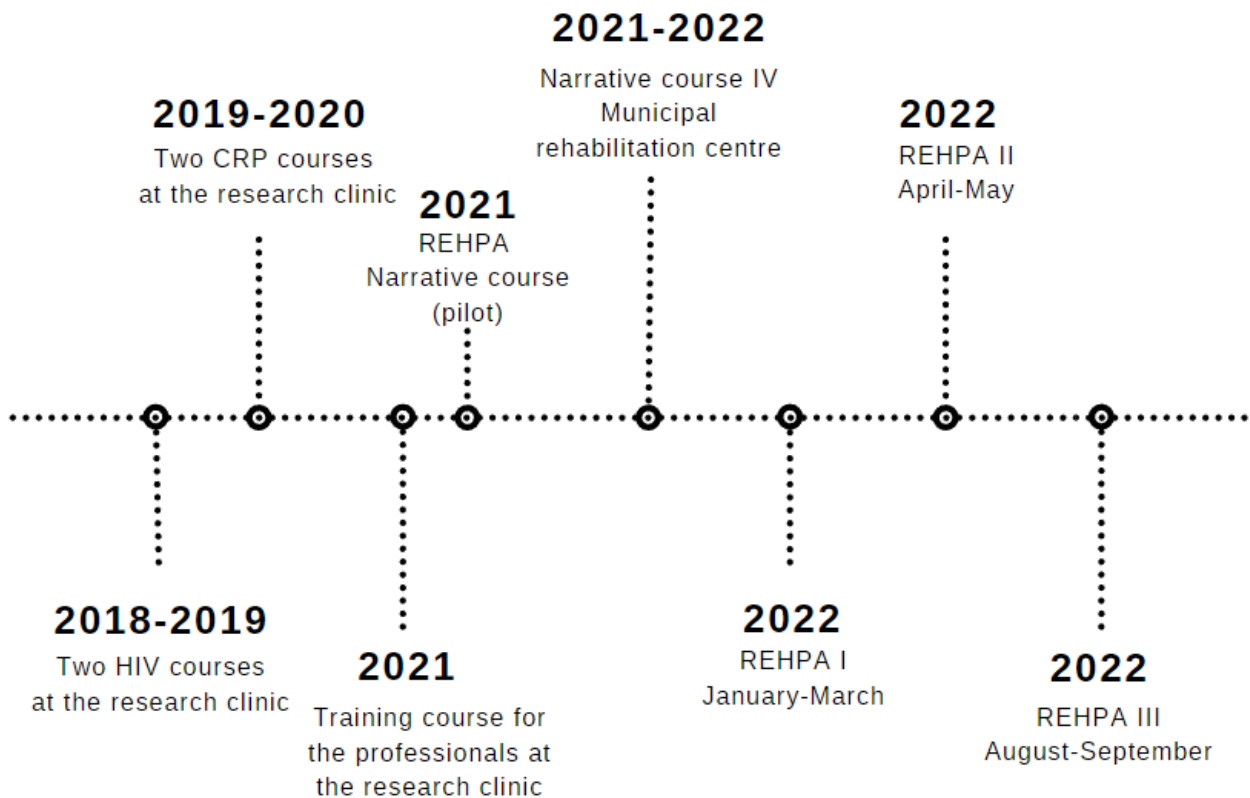 2021-2022
Narrative course IV
Municipal
rehabilitation centre
2019-2020
Two CRP courses
at the research clinic
2022
REHPA II
April-May
2021
REHPA
Narrative course
(pilot)
2018-2019
Two HIV courses
at the research clinic
2021
Training course for
the professionals at
the research clinic
2022
REHPA I
January-March
2022
REHPA III
August-September